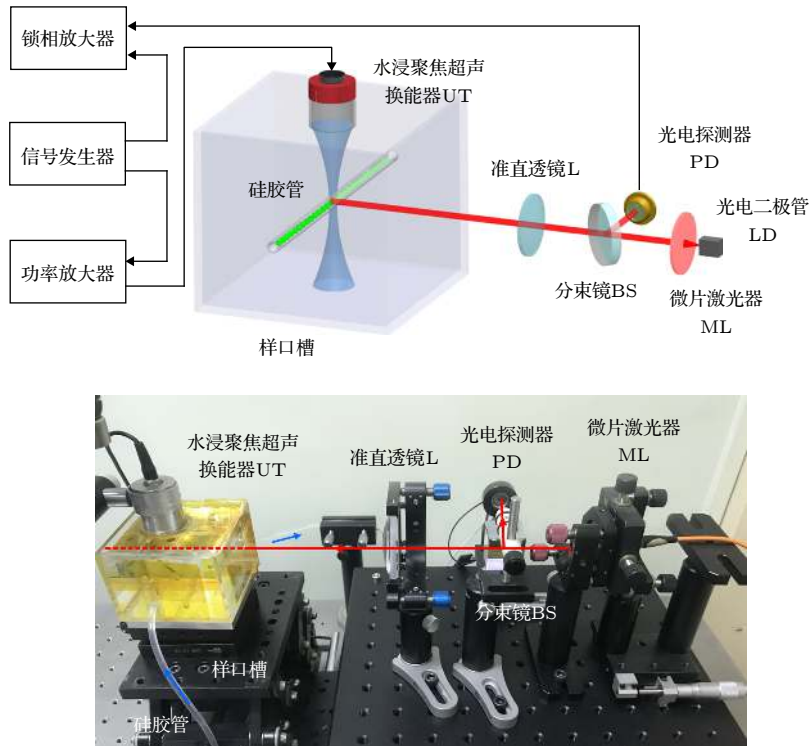 锁相放大器
信号发生器
功率放大器
水浸聚焦超声
换能器UT
硅胶管
样口槽
准直透镜L
分束镜BS
光电探测器
PD
光电二极管
LD
微片激光器
ML
水浸聚焦超声
换能器UT
准直透镜L
光电探测器
PD
微片激光器
ML
分束镜BS
样口槽
硅胶管